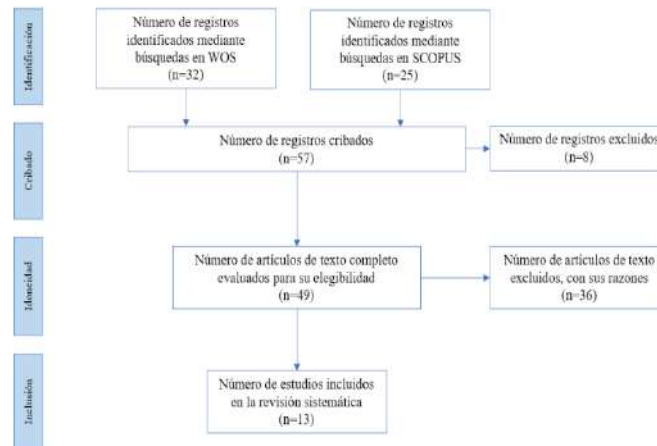 Identificación
Número de registros
identificados mediante
búsquedas en WOS
(n=32)
Número de registros
identificados mediante
búsquedas en SCOPUS
(n=25)
Cribado
Número de registros cribados
(n=57)
Número de registros excluidos
(n=8)
Idoneidad
Número de artículos de texto completo
evaluados para su elegibilidad
(n=49)
Número de artículos de texto
excluidos, con sus razones
(n=36)
Inclusión
Número de estudios incluidos
en la revisión sistemática
(n=13)